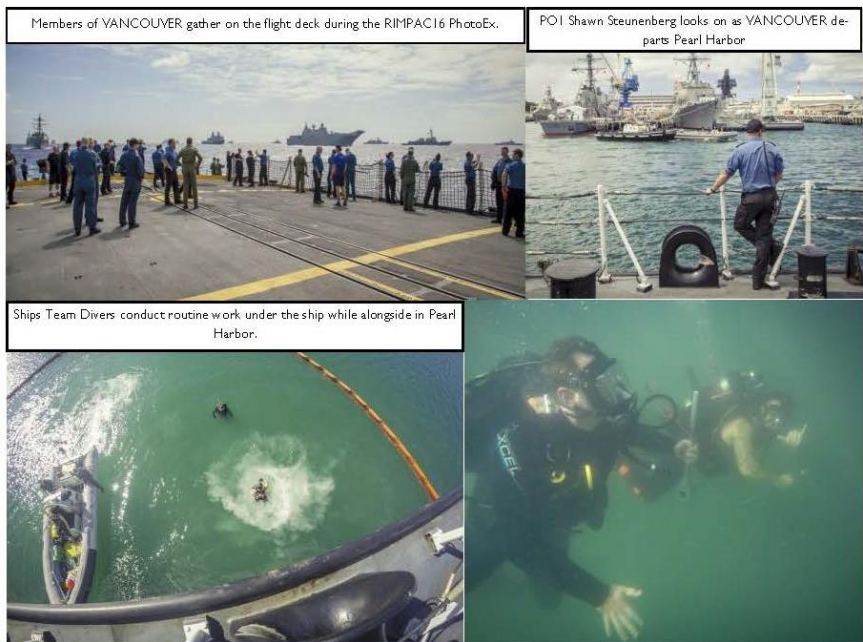 Members of VANCOUVER gather on the flight deck during the RIMPAC16 PhotoEx.
PO1 Shawn Steunenberg looks on as VANCOUVER de-
parts Pearl Harbor
Ships Team Divers conduct routine work under the ship while alongside in Pearl
Harbor.
XCEL